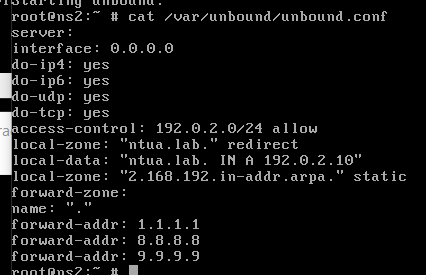 Starting unbound.
root@ns2:~ # cat /var/unbound/unbound.conf
server:
interface: 0.0.0.0
do-ip4: yes
do-ip6: yes
do-udp: yes
do-tcp: yes
access-control: 192.0.2.0/24 allow
local-zone: "ntua.lab." redirect
local-data: "ntua.lab. IN A 192.0.2.10"
local-zone: "2.168.192.in-addr.arpa." static
forward-zone:
name: "."
forward-addr: 1.1.1.1
forward-addr: 8.8.8.8
forward-addr: 9.9.9.9
root@ns2:~ #